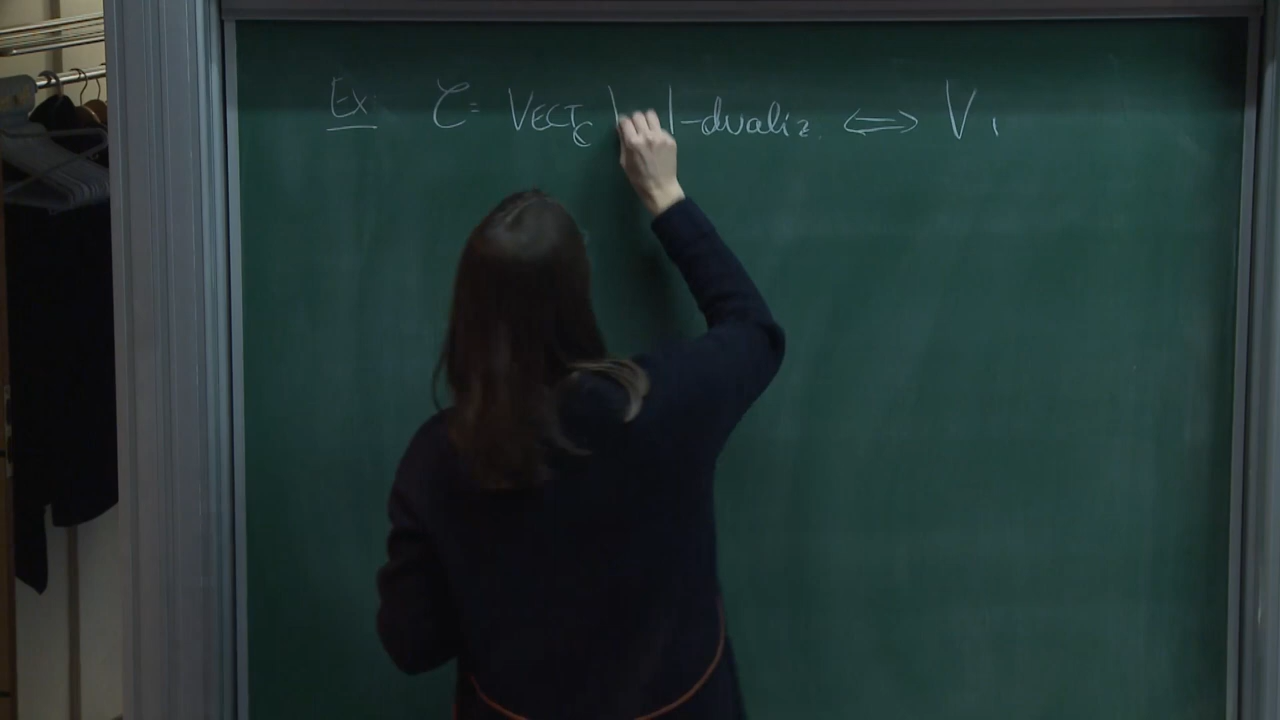 Ex: 𝒞 = VECT_ℂ V 1-dualiz. ⟺ V